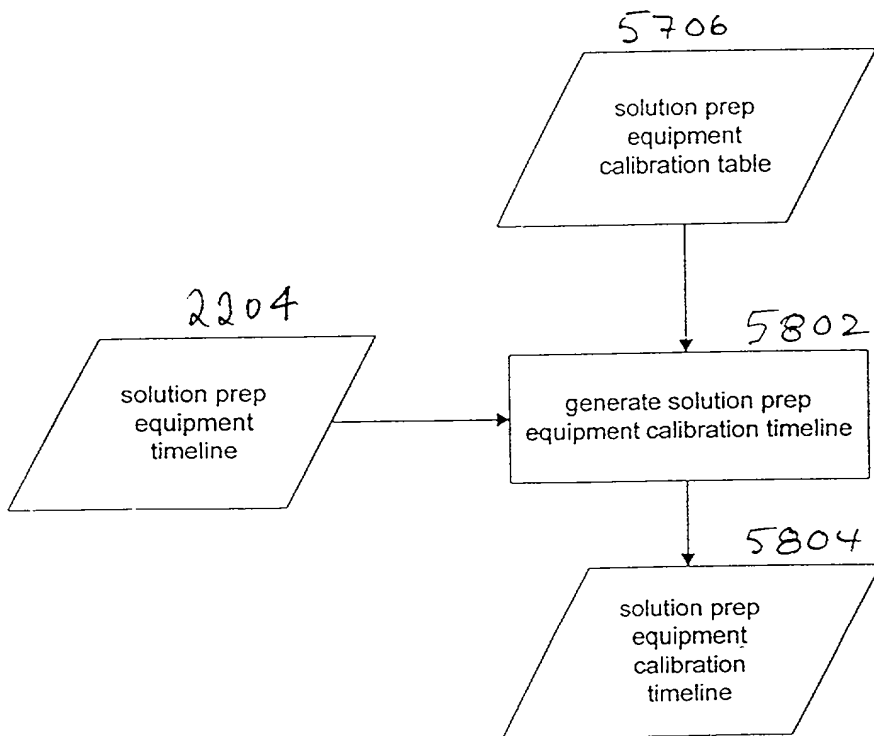 5706
solution prep
equipment
calibration table
2204
solution prep
equipment
timeline
5802
generate solution prep
equipment calibration timeline
5804
solution prep
equipment
calibration
timeline